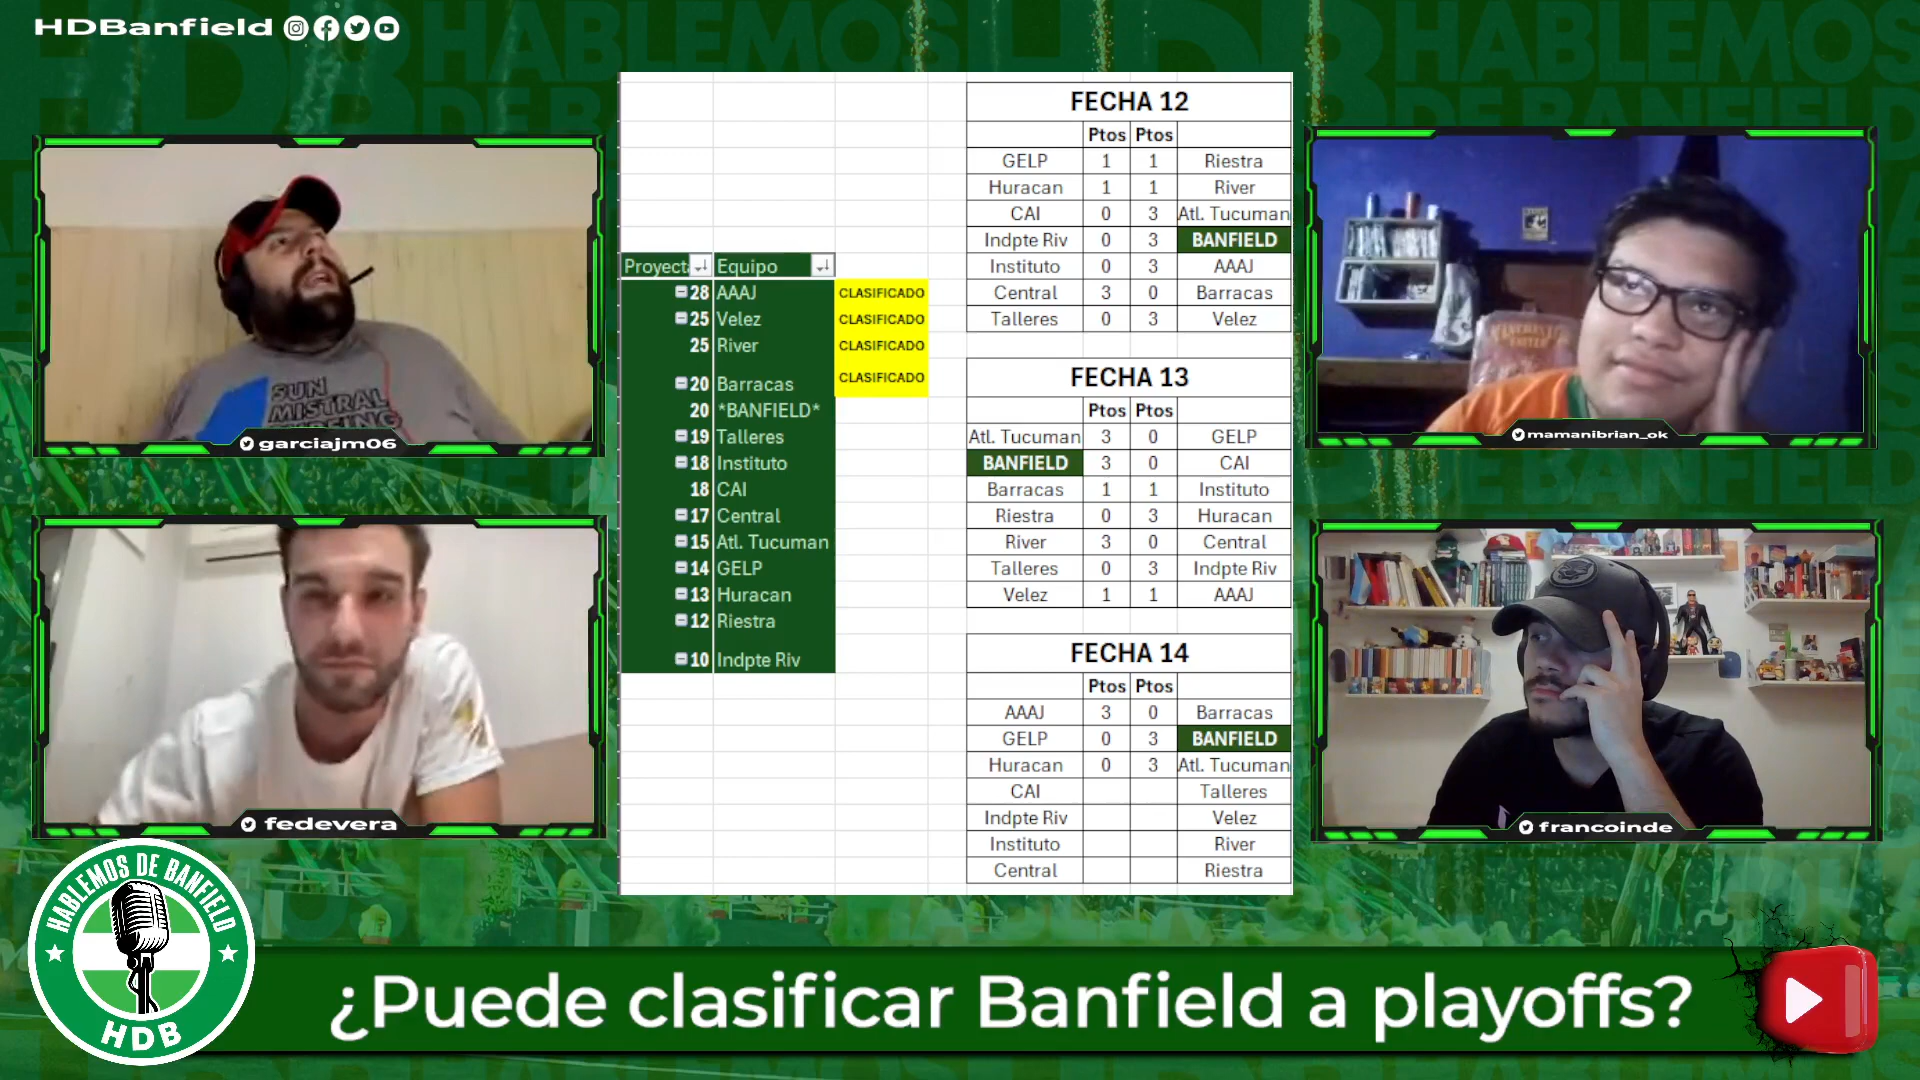 HDBanfield
FECHA 12
Ptos Ptos
GELP 1 1 Riestra
Huracan 1 1 River
CAI 0 3 Atl. Tucuman
Indpte Riv 0 3 BANFIELD
Instituto 0 3 AAAJ
Central 3 0 Barracas
Talleres 0 3 Velez
FECHA 13
Ptos Ptos
Atl. Tucuman 3 0 GELP
BANFIELD 3 0 CAI
Barracas 1 1 Instituto
Riestra 0 3 Huracan
River 3 0 Central
Talleres 0 3 Indpte Riv
Velez 1 1 AAAJ
FECHA 14
Ptos Ptos
AAAJ 3 0 Barracas
GELP 0 3 BANFIELD
Huracan 0 3 Atl. Tucuman
CAI Talleres
Indpte Riv Velez
Instituto River
Central Riestra
Proyecta Equipo
28 AAAJ CLASIFICADO
25 Velez CLASIFICADO
25 River CLASIFICADO
20 Barracas CLASIFICADO
20 *BANFIELD*
19 Talleres
18 Instituto
18 CAI
17 Central
15 Atl. Tucuman
14 GELP
13 Huracan
12 Riestra
10 Indpte Riv
SUN
MISTRAL
garciajm06
mamanibrian_ok
fedevera
francoinde
HABLEMOS DE BANFIELD
HDB
¿Puede clasificar Banfield a playoffs?
HABLEMOS
DE BANFIELD